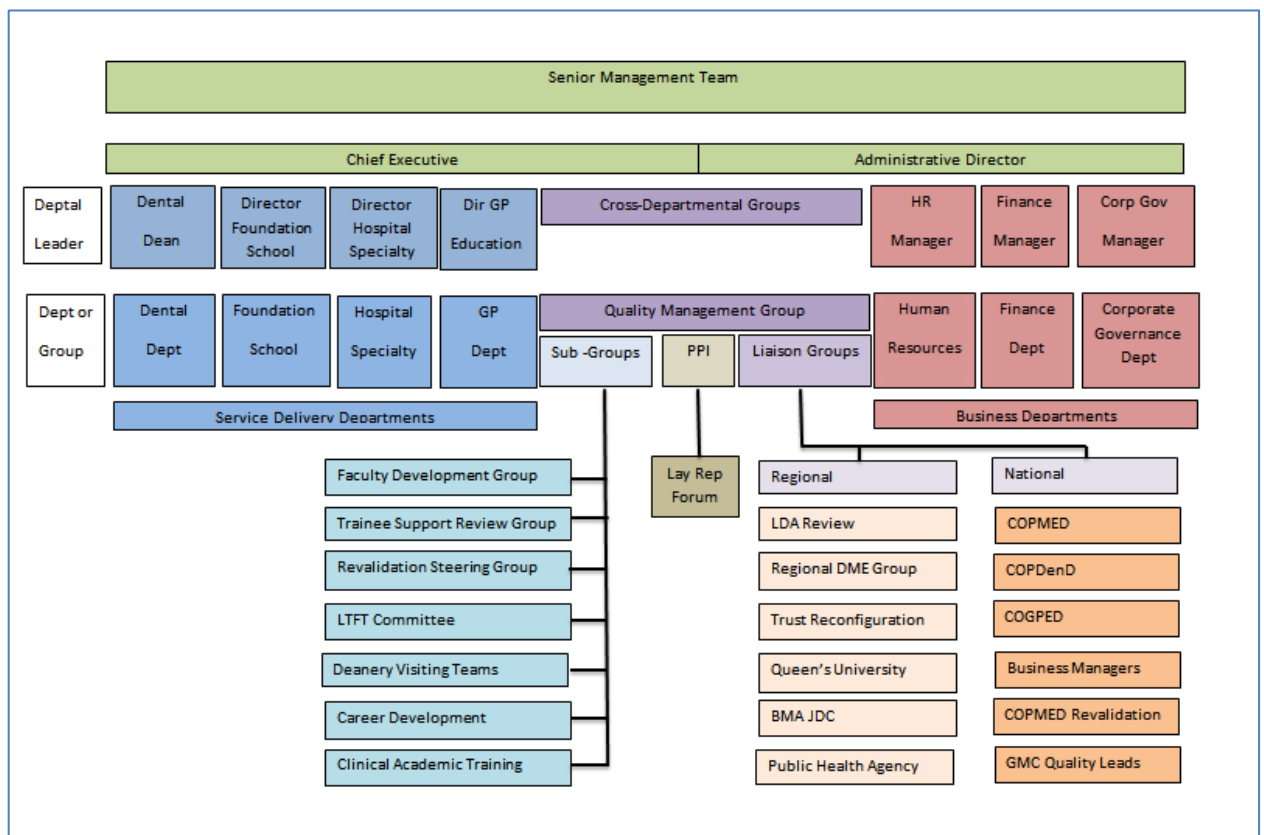 Senior Management Team
Chief Executive
Administrative Director
Deptal
Leader
Dental
Dean
Director
Foundation
School
Director
Hospital
Specialty
Dir GP
Education
Cross-Departmental Groups
HR
Manager
Finance
Manager
Corp Gov
Manager
Dept or
Group
Dental
Dept
Foundation
School
Hospital
Specialty
GP
Dept
Quality Management Group
Sub -Groups
PPI
Liaison Groups
Human
Resources
Finance
Dept
Corporate
Governance
Dept
Service Delivery Departments
Business Departments
Faculty Development Group
Trainee Support Review Group
Revalidation Steering Group
LTFT Committee
Deanery Visiting Teams
Career Development
Clinical Academic Training
Lay Rep
Forum
Regional
LDA Review
Regional DME Group
Trust Reconfiguration
Queen's University
BMA JDC
Public Health Agency
National
COPMED
COPDenD
COGPED
Business Managers
COPMED Revalidation
GMC Quality Leads